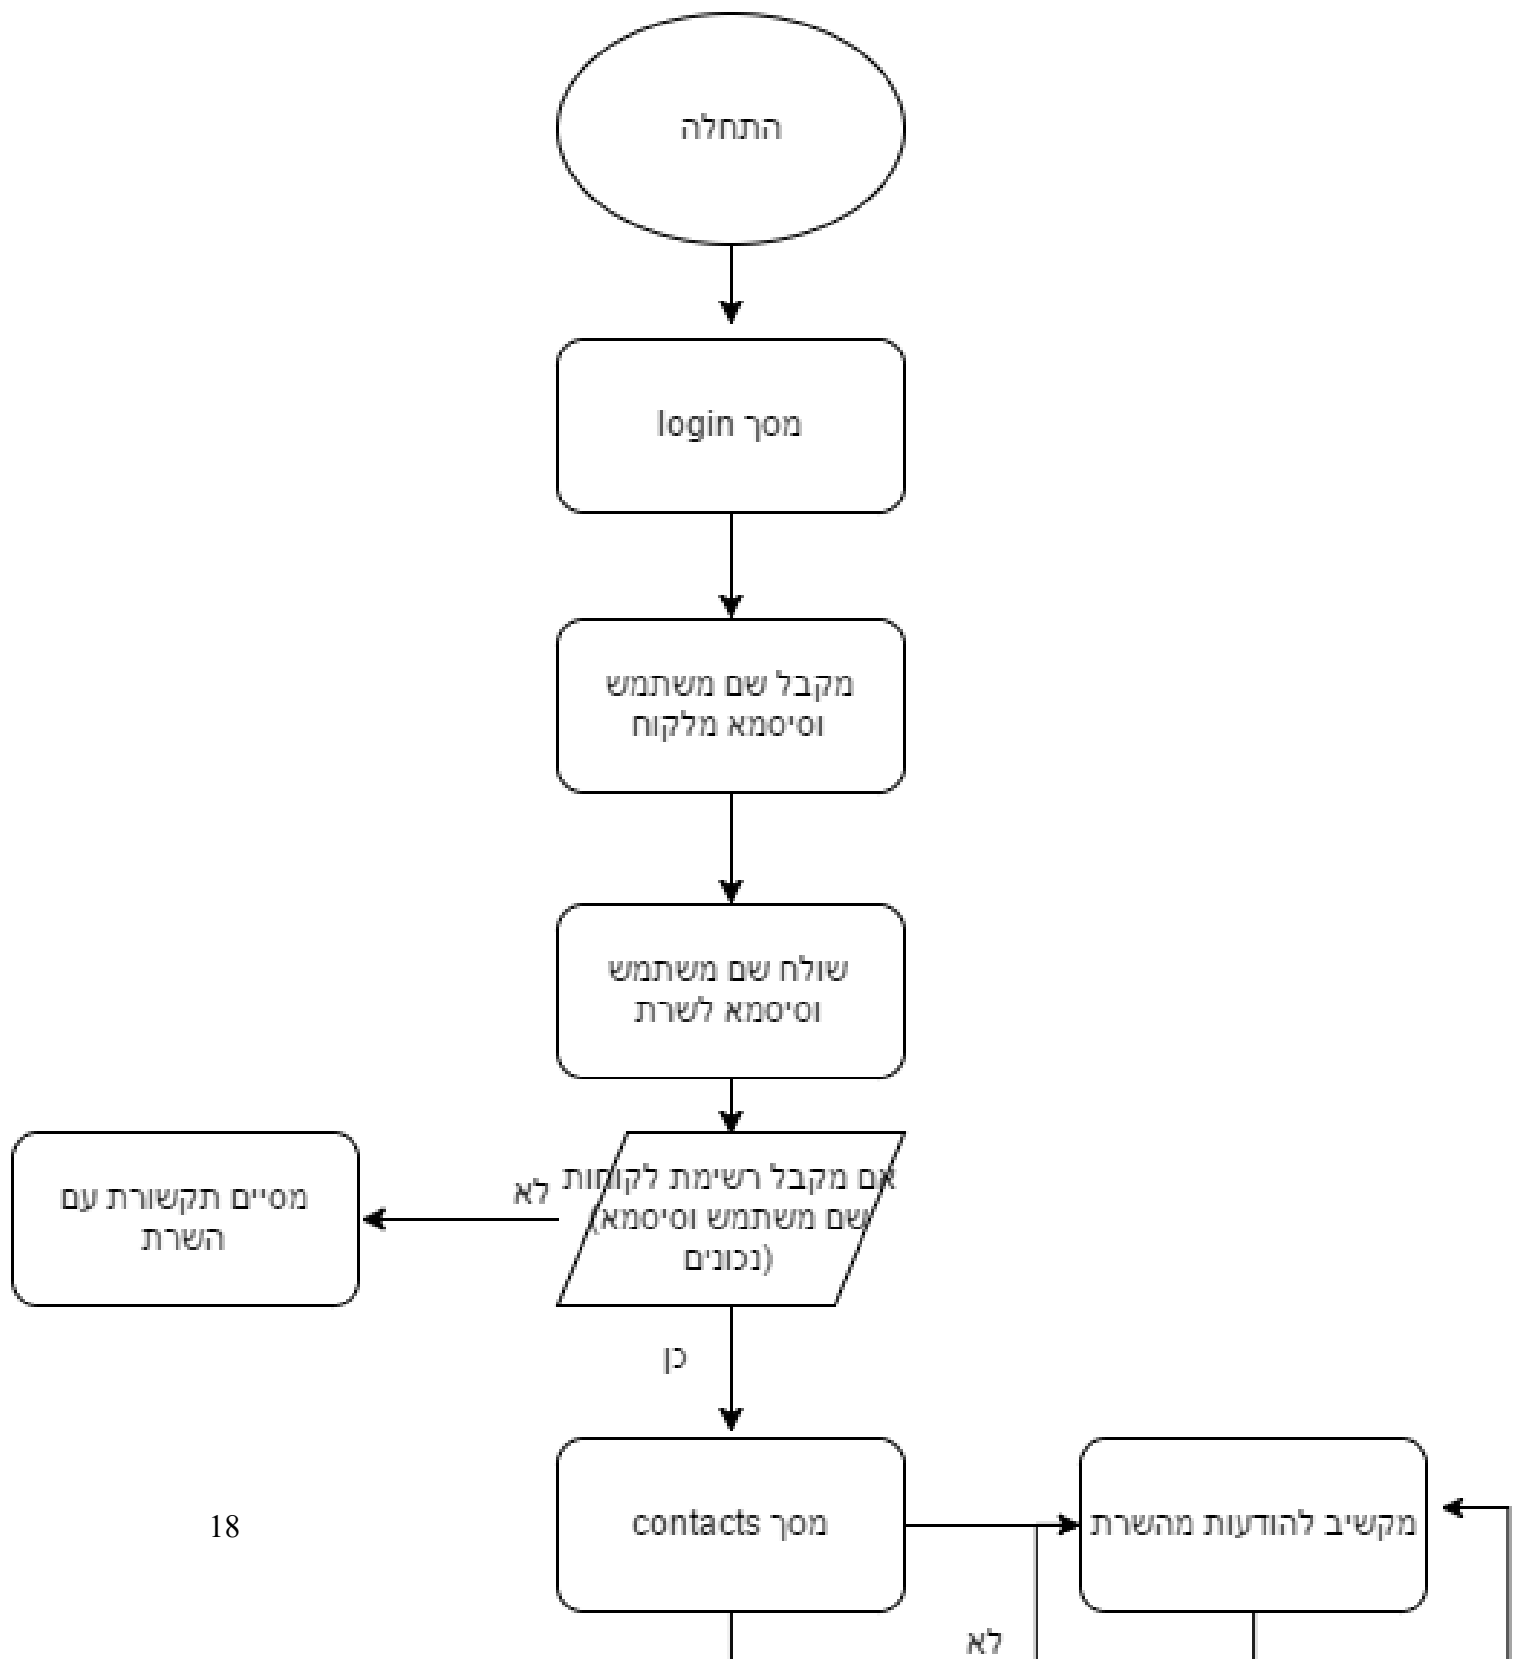 התחלה
מסך login
מקבל שם משתמש
וסיסמא מלקוח
שולח שם משתמש
וסיסמא לשרת
אם מקבל רשימת לקוחות
(שם משתמש וסיסמא
נכונים)
לא
מסיים תקשורת עם
השרת
כן
מסך contacts
מקשיב להודעות מהשרת
18
לא